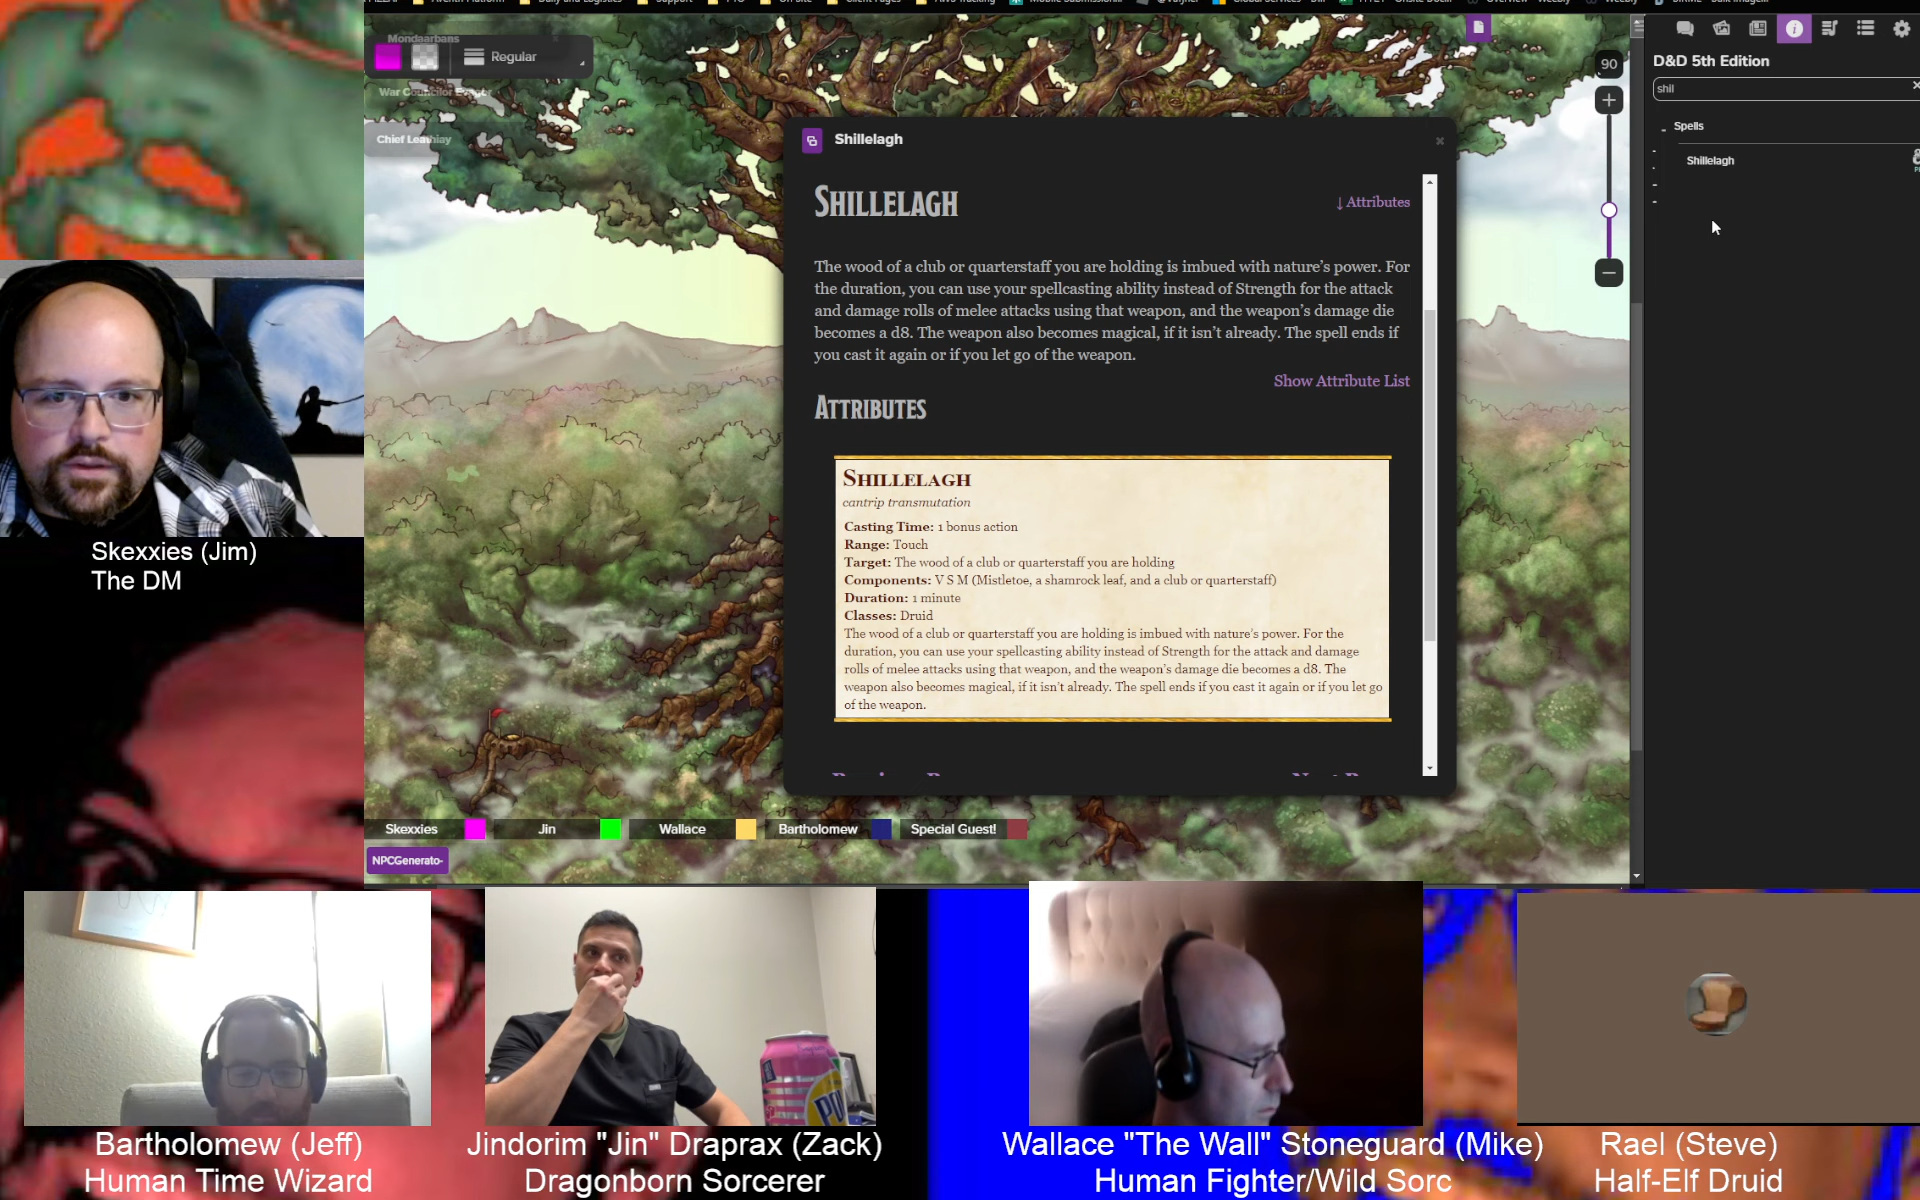 Mondaarbans
Regular
War Councilor
Chief Leathiay
90
D&D 5th Edition
shil
Spells
Shillelagh
Shillelagh
SHILLELAGH
↓ Attributes
The wood of a club or quarterstaff you are holding is imbued with nature's power. For
the duration, you can use your spellcasting ability instead of Strength for the attack
and damage rolls of melee attacks using that weapon, and the weapon's damage die
becomes a d8. The weapon also becomes magical, if it isn't already. The spell ends if
you cast it again or if you let go of the weapon.
Show Attribute List
ATTRIBUTES
SHILLELAGH
cantrip transmutation
Casting Time: 1 bonus action
Range: Touch
Target: The wood of a club or quarterstaff you are holding
Components: V S M (Mistletoe, a shamrock leaf, and a club or quarterstaff)
Duration: 1 minute
Classes: Druid
The wood of a club or quarterstaff you are holding is imbued with nature's power. For the
duration, you can use your spellcasting ability instead of Strength for the attack and damage
rolls of melee attacks using that weapon, and the weapon's damage die becomes a d8. The
weapon also becomes magical, if it isn't already. The spell ends if you cast it again or if you let go
of the weapon.
Skexxies (Jim)
The DM
Skexxies
Jin
Wallace
Bartholomew
Special Guest!
NPCGenerato-
Bartholomew (Jeff)
Human Time Wizard
Jindorim "Jin" Draprax (Zack)
Dragonborn Sorcerer
Wallace "The Wall" Stoneguard (Mike)
Human Fighter/Wild Sorc
Rael (Steve)
Half-Elf Druid